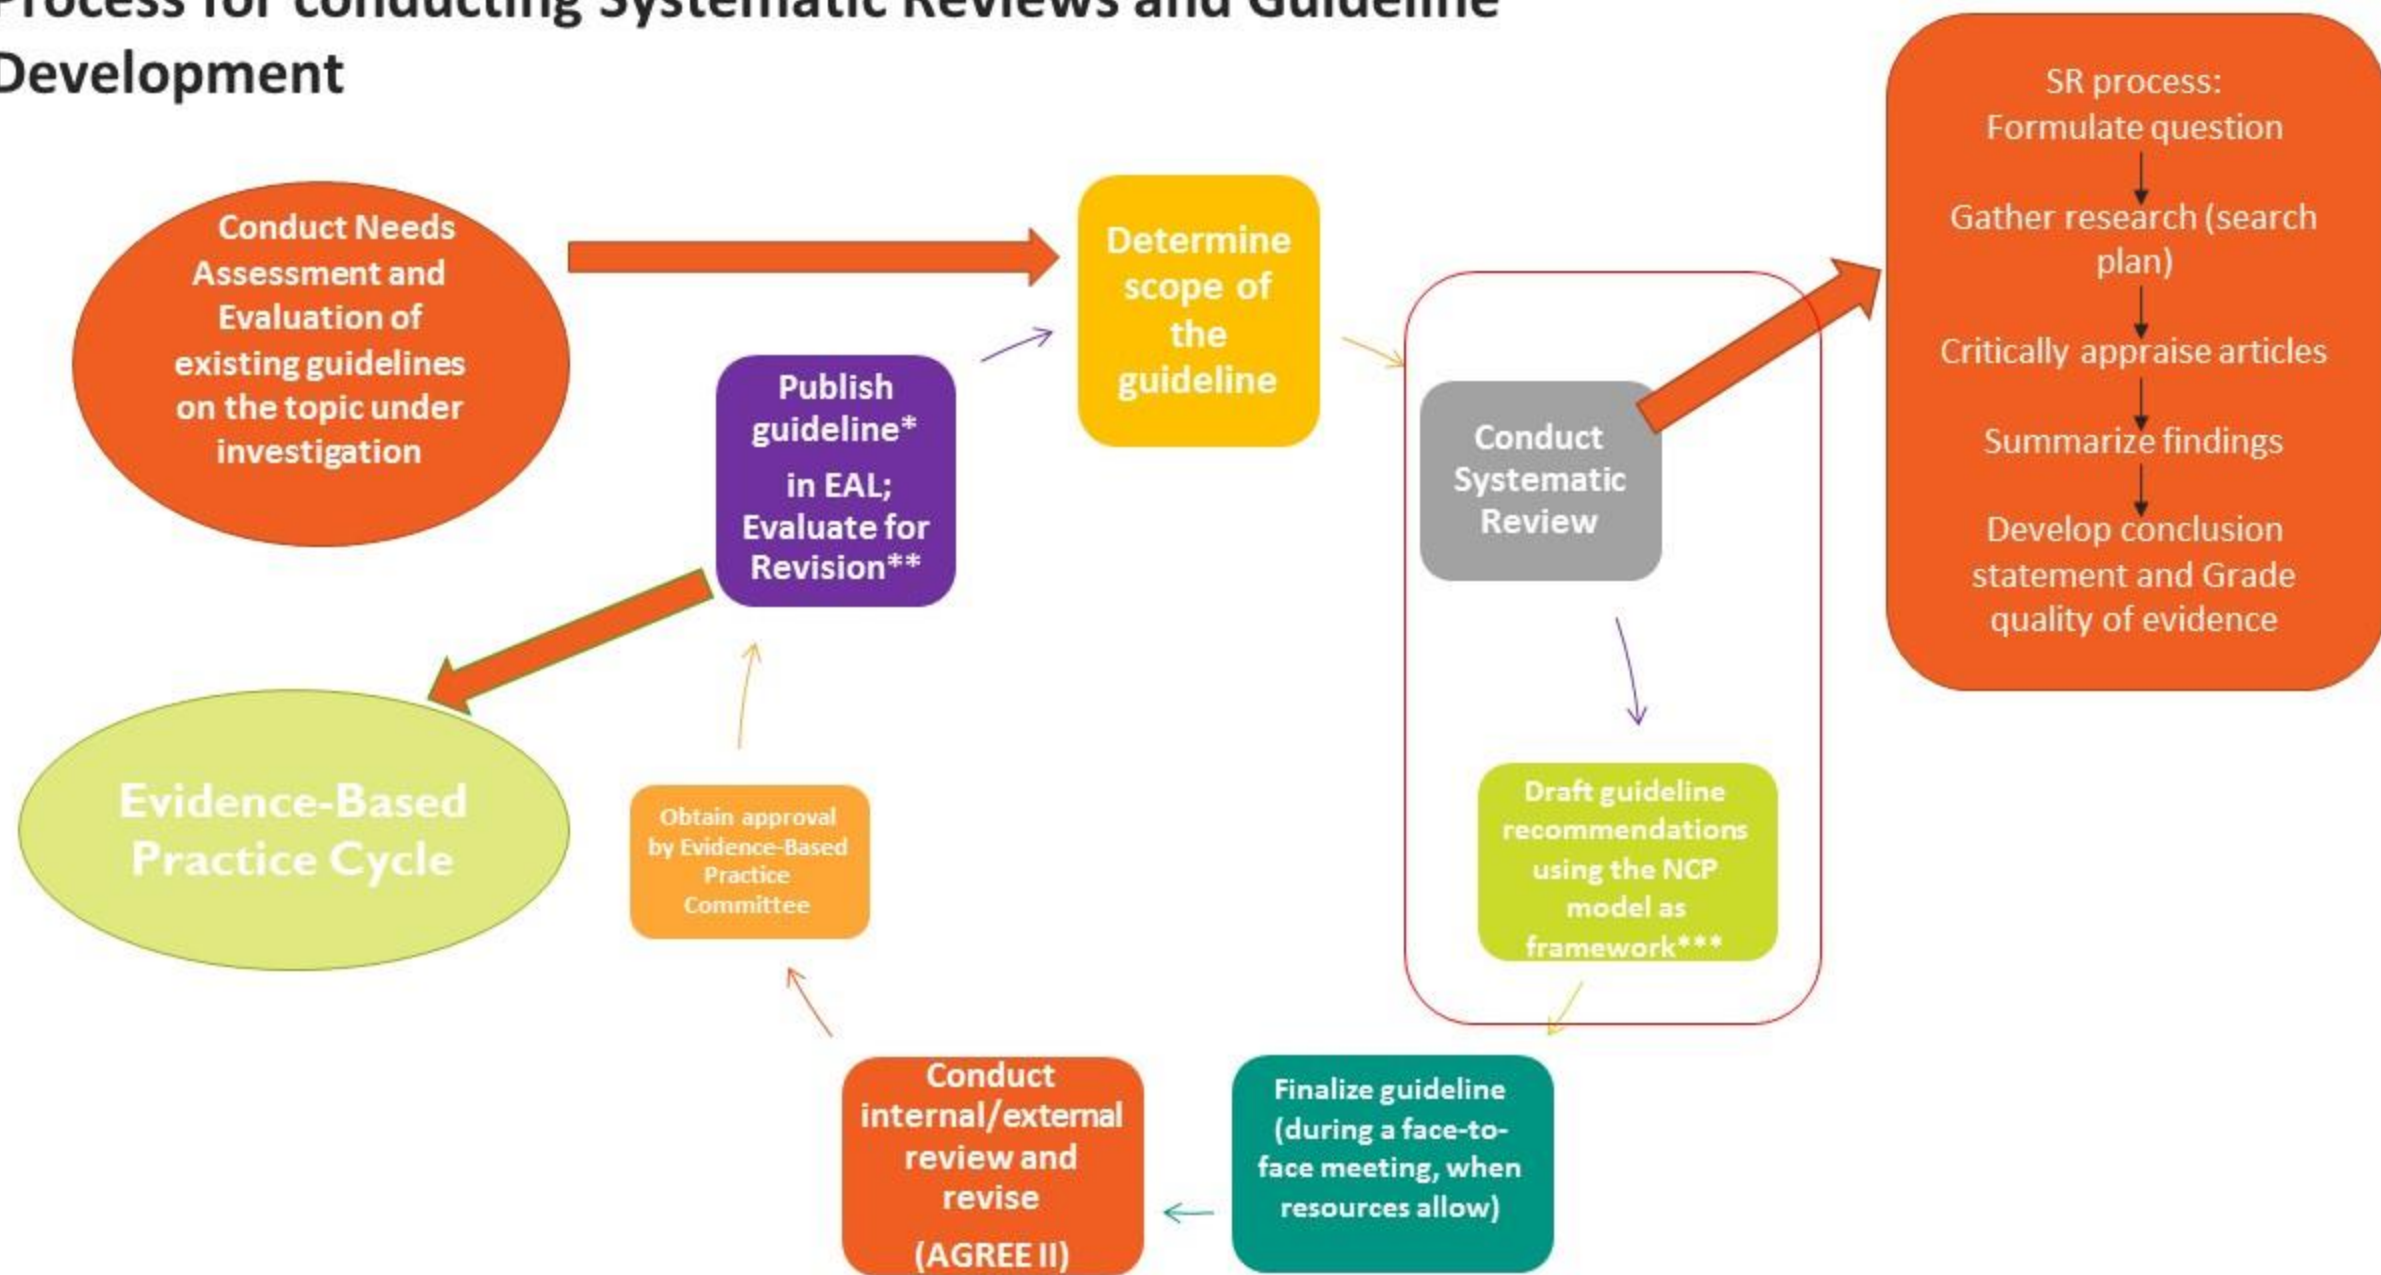 Process for conducting Systematic Reviews and Guideline
Development
Conduct Needs
Assessment and
Evaluation of
existing guidelines
on the topic under
investigation
Determine
scope of
the
guideline
Conduct
Systematic
Review
SR process:
Formulate question
Gather research (search
plan)
Critically appraise articles
Summarize findings
Develop conclusion
statement and Grade
quality of evidence
Draft guideline
recommendations
using the NCP
model as
framework***
Finalize guideline
(during a face-to-
face meeting, when
resources allow)
Conduct
internal/external
review and
revise
(AGREE II)
Obtain approval
by Evidence-Based
Practice
Committee
Publish
guideline*
in EAL;
Evaluate for
Revision**
Evidence-Based
Practice Cycle